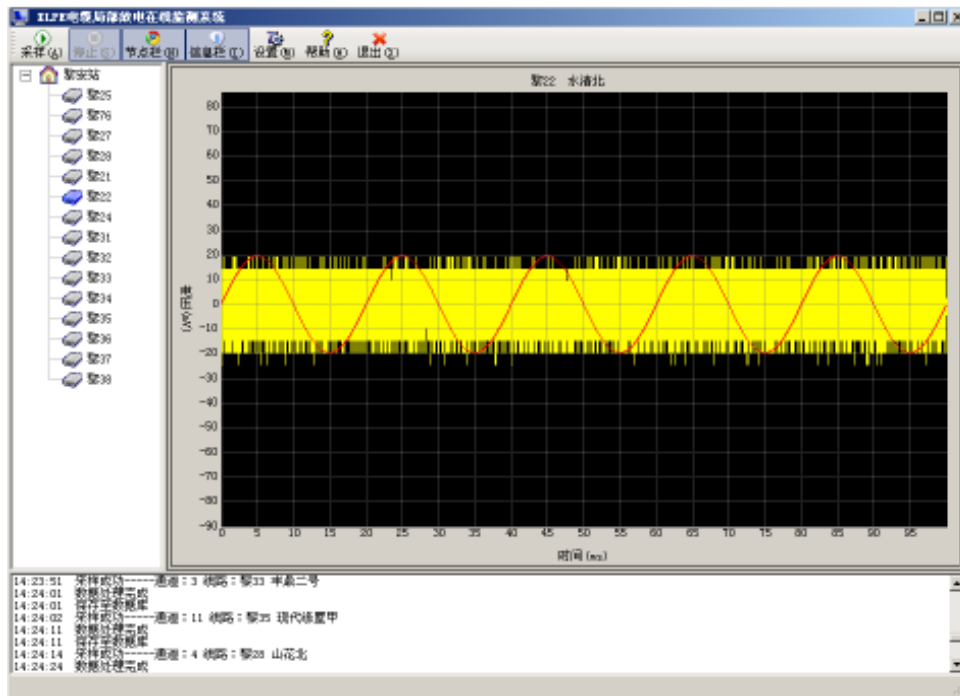 XLPE电缆局部放电在线监测系统
采样(A) 停止(S) 节点栏(N) 信息栏(I) 设置(M) 帮助(H) 退出(X)
黎安站
黎25
黎76
黎27
黎28
黎21
黎22
黎24
黎31
黎32
黎33
黎34
黎35
黎36
黎37
黎38
黎22 水清北
80
70
60
50
40
30
20
10
0
-10
-20
-30
-40
-50
-60
-70
-80
-90
0 5 10 15 20 25 30 35 40 45 50 55 60 65 70 75 80 85 90 95
时间(ms)
14:23:51 采样成功-----通道:3 线路:黎33 丰鼎二号
14:24:01 数据处理完成
14:24:01 保存至数据库
14:24:02 采样成功-----通道:11 线路:黎35 现代雄墅甲
14:24:11 数据处理完成
14:24:11 保存至数据库
14:24:14 采样成功-----通道:4 线路:黎28 山花北
14:24:24 数据处理完成